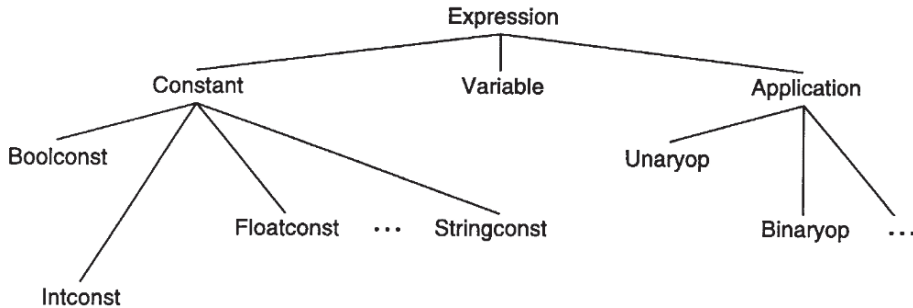 Expression
Constant
Variable
Application
Boolconst
Unaryop
Floatconst
...
Stringconst
Binaryop
...
Intconst